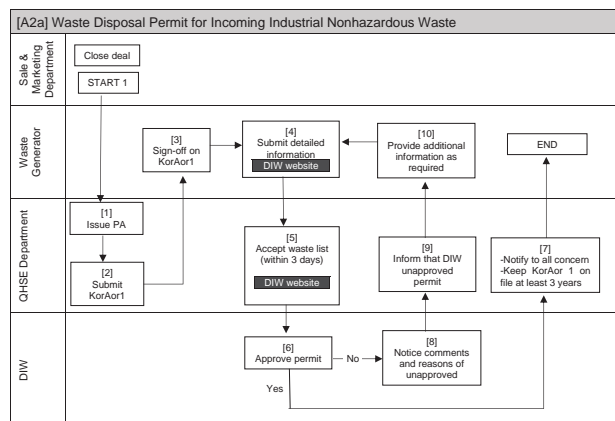 [A2a] Waste Disposal Permit for Incoming Industrial Nonhazardous Waste
Sale &
Marketing
Department
Close deal
START 1
Waste
Generator
[3]
Sign-off on
KorAor1
[4]
Submit detailed
information
DIW website
[10]
Provide additional
information as
required
END
QHSE Department
[1]
Issue PA
[2]
Submit
KorAor1
[5]
Accept waste list
(within 3 days)
DIW website
[9]
Inform that DIW
unapproved
permit
[7]
-Notify to all concern
-Keep KorAor 1 on
file at least 3 years
DIW
[6]
Approve permit
No
[8]
Notice comments
and reasons of
unapproved
Yes